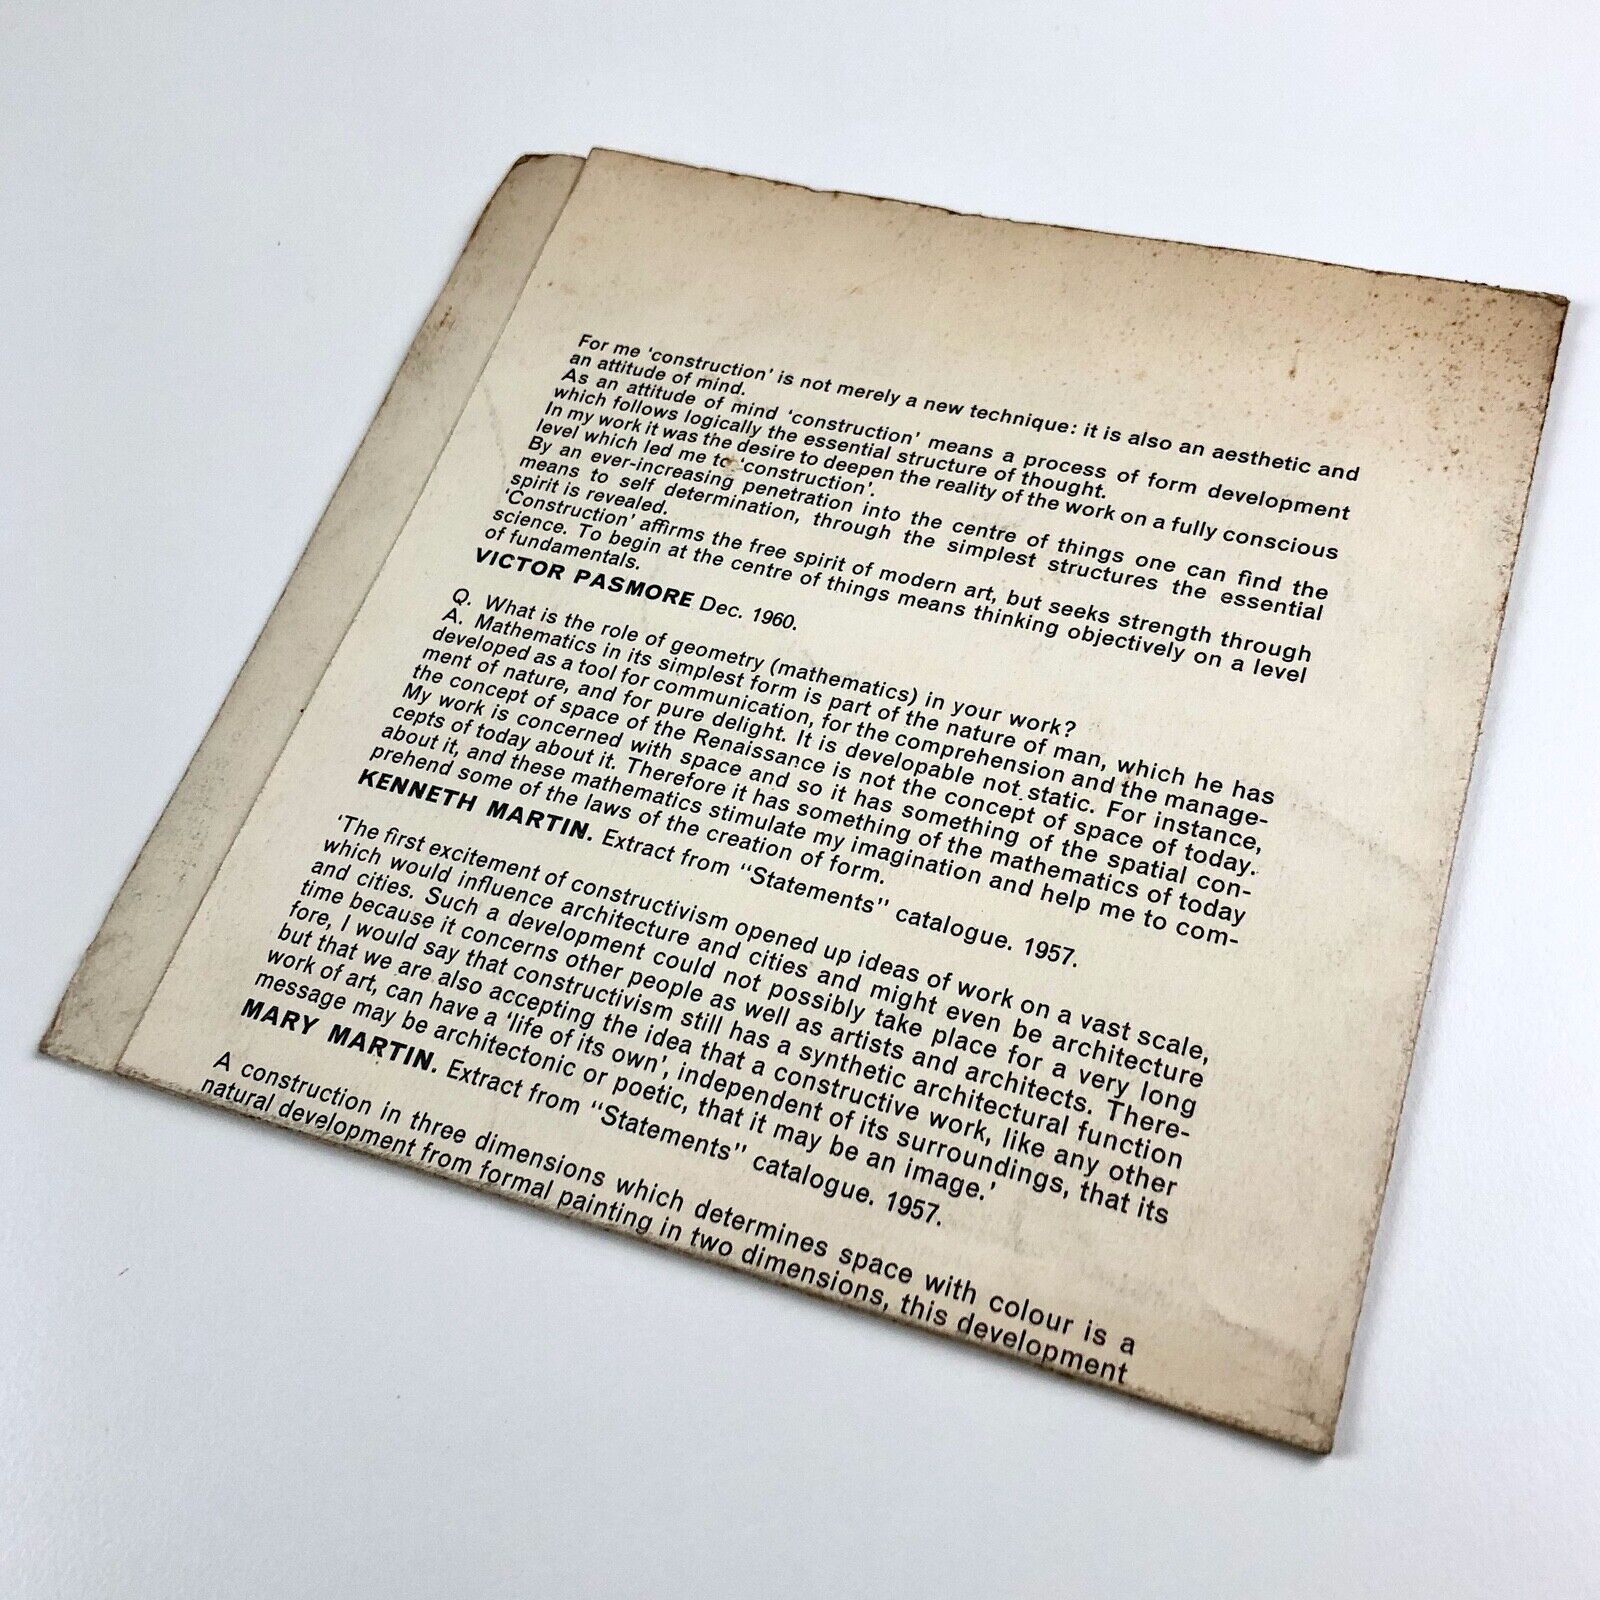 For me 'construction' is not merely a new technique: it is also an aesthetic and
an attitude of mind.
As an attitude of mind 'construction' means a process of form development
which follows logically the essential structure of thought.
In my work it was the desire to deepen the reality of the work on a fully conscious
level which led me to 'construction'.
By an ever-increasing penetration into the centre of things one can find the
means to self determination, through the simplest structures the essential
spirit is revealed.
'Construction' affirms the free spirit of modern art, but seeks strength through
science. To begin at the centre of things means thinking objectively on a level
of fundamentals.
VICTOR PASMORE Dec. 1960.
Q. What is the role of geometry (mathematics) in your work?
A. Mathematics in its simplest form is part of the nature of man, which he has
developed as a tool for communication, for the comprehension and the manage-
ment of nature, and for pure delight. It is developable not static. For instance,
the concept of space of the Renaissance is not the concept of space of today.
My work is concerned with space and so it has something of the spatial con-
cepts of today about it. Therefore it has something of the mathematics of today
about it, and these mathematics stimulate my imagination and help me to com-
prehend some of the laws of the creation of form.
KENNETH MARTIN. Extract from "Statements" catalogue. 1957.
'The first excitement of constructivism opened up ideas of work on a vast scale,
which would influence architecture and cities and might even be architecture
and cities. Such a development could not possibly take place for a very long
time because it concerns other people as well as artists and architects. There-
fore, I would say that constructivism still has a synthetic architectural function
but that we are also accepting the idea that a constructive work, like any other
work of art, can have a 'life of its own', independent of its surroundings, that its
message may be architectonic or poetic, that it may be an image.'
MARY MARTIN. Extract from "Statements" catalogue. 1957.
A construction in three dimensions which determines space with colour is a
natural development from formal painting in two dimensions, this development